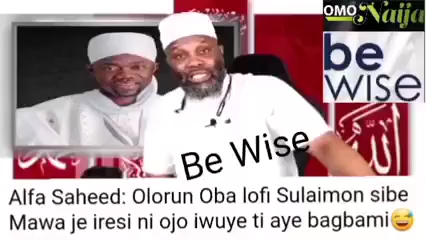 OMO
Naija
be
wise
Be Wise
Alfa Saheed: Olorun Oba lofi Sulaimon sibe
Mawa je iresi ni ojo iwuye ti aye bagbami😅